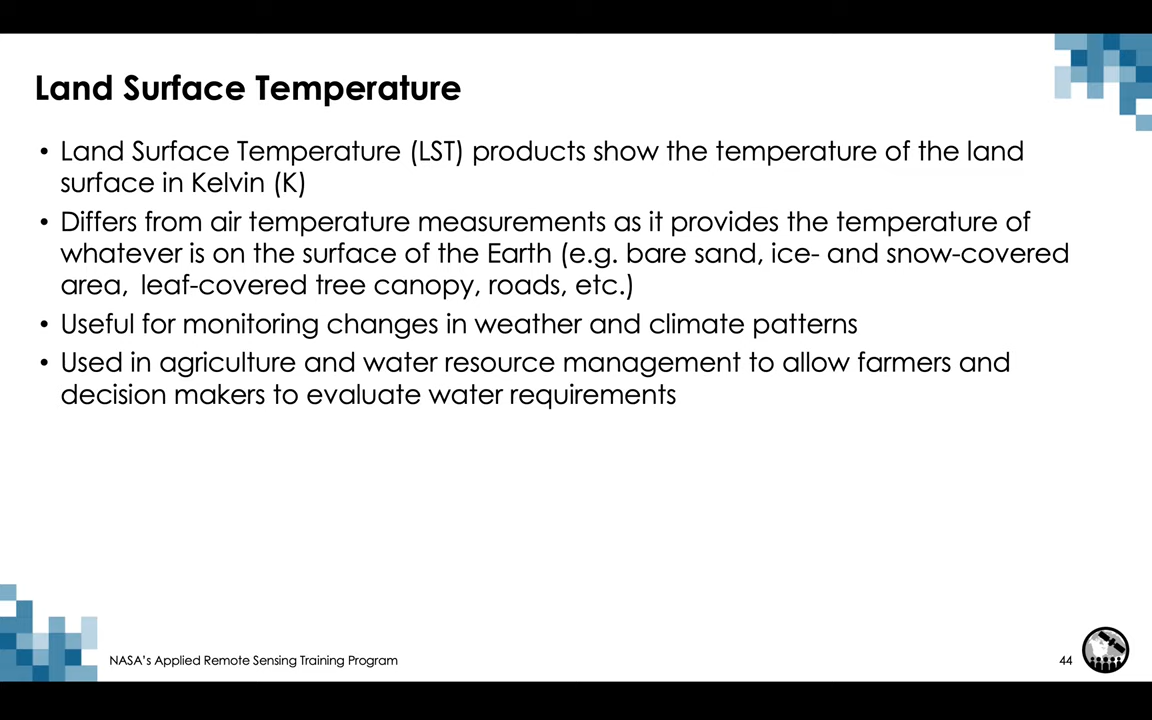 Land Surface Temperature
• Land Surface Temperature (LST) products show the temperature of the land
surface in Kelvin (K)
• Differs from air temperature measurements as it provides the temperature of
whatever is on the surface of the Earth (e.g. bare sand, ice- and snow-covered
area, leaf-covered tree canopy, roads, etc.)
• Useful for monitoring changes in weather and climate patterns
• Used in agriculture and water resource management to allow farmers and
decision makers to evaluate water requirements
NASA's Applied Remote Sensing Training Program
44